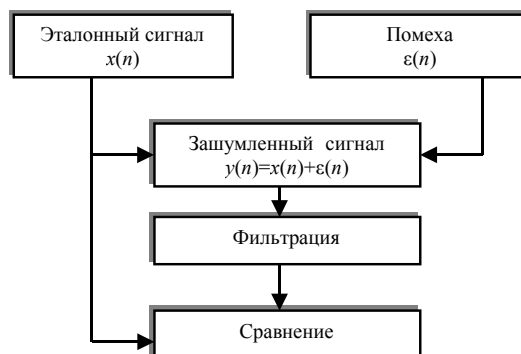 Эталонный сигнал
x(n)
Помеха
ε(n)
Зашумленный сигнал
y(n)=x(n)+ε(n)
Фильтрация
Сравнение